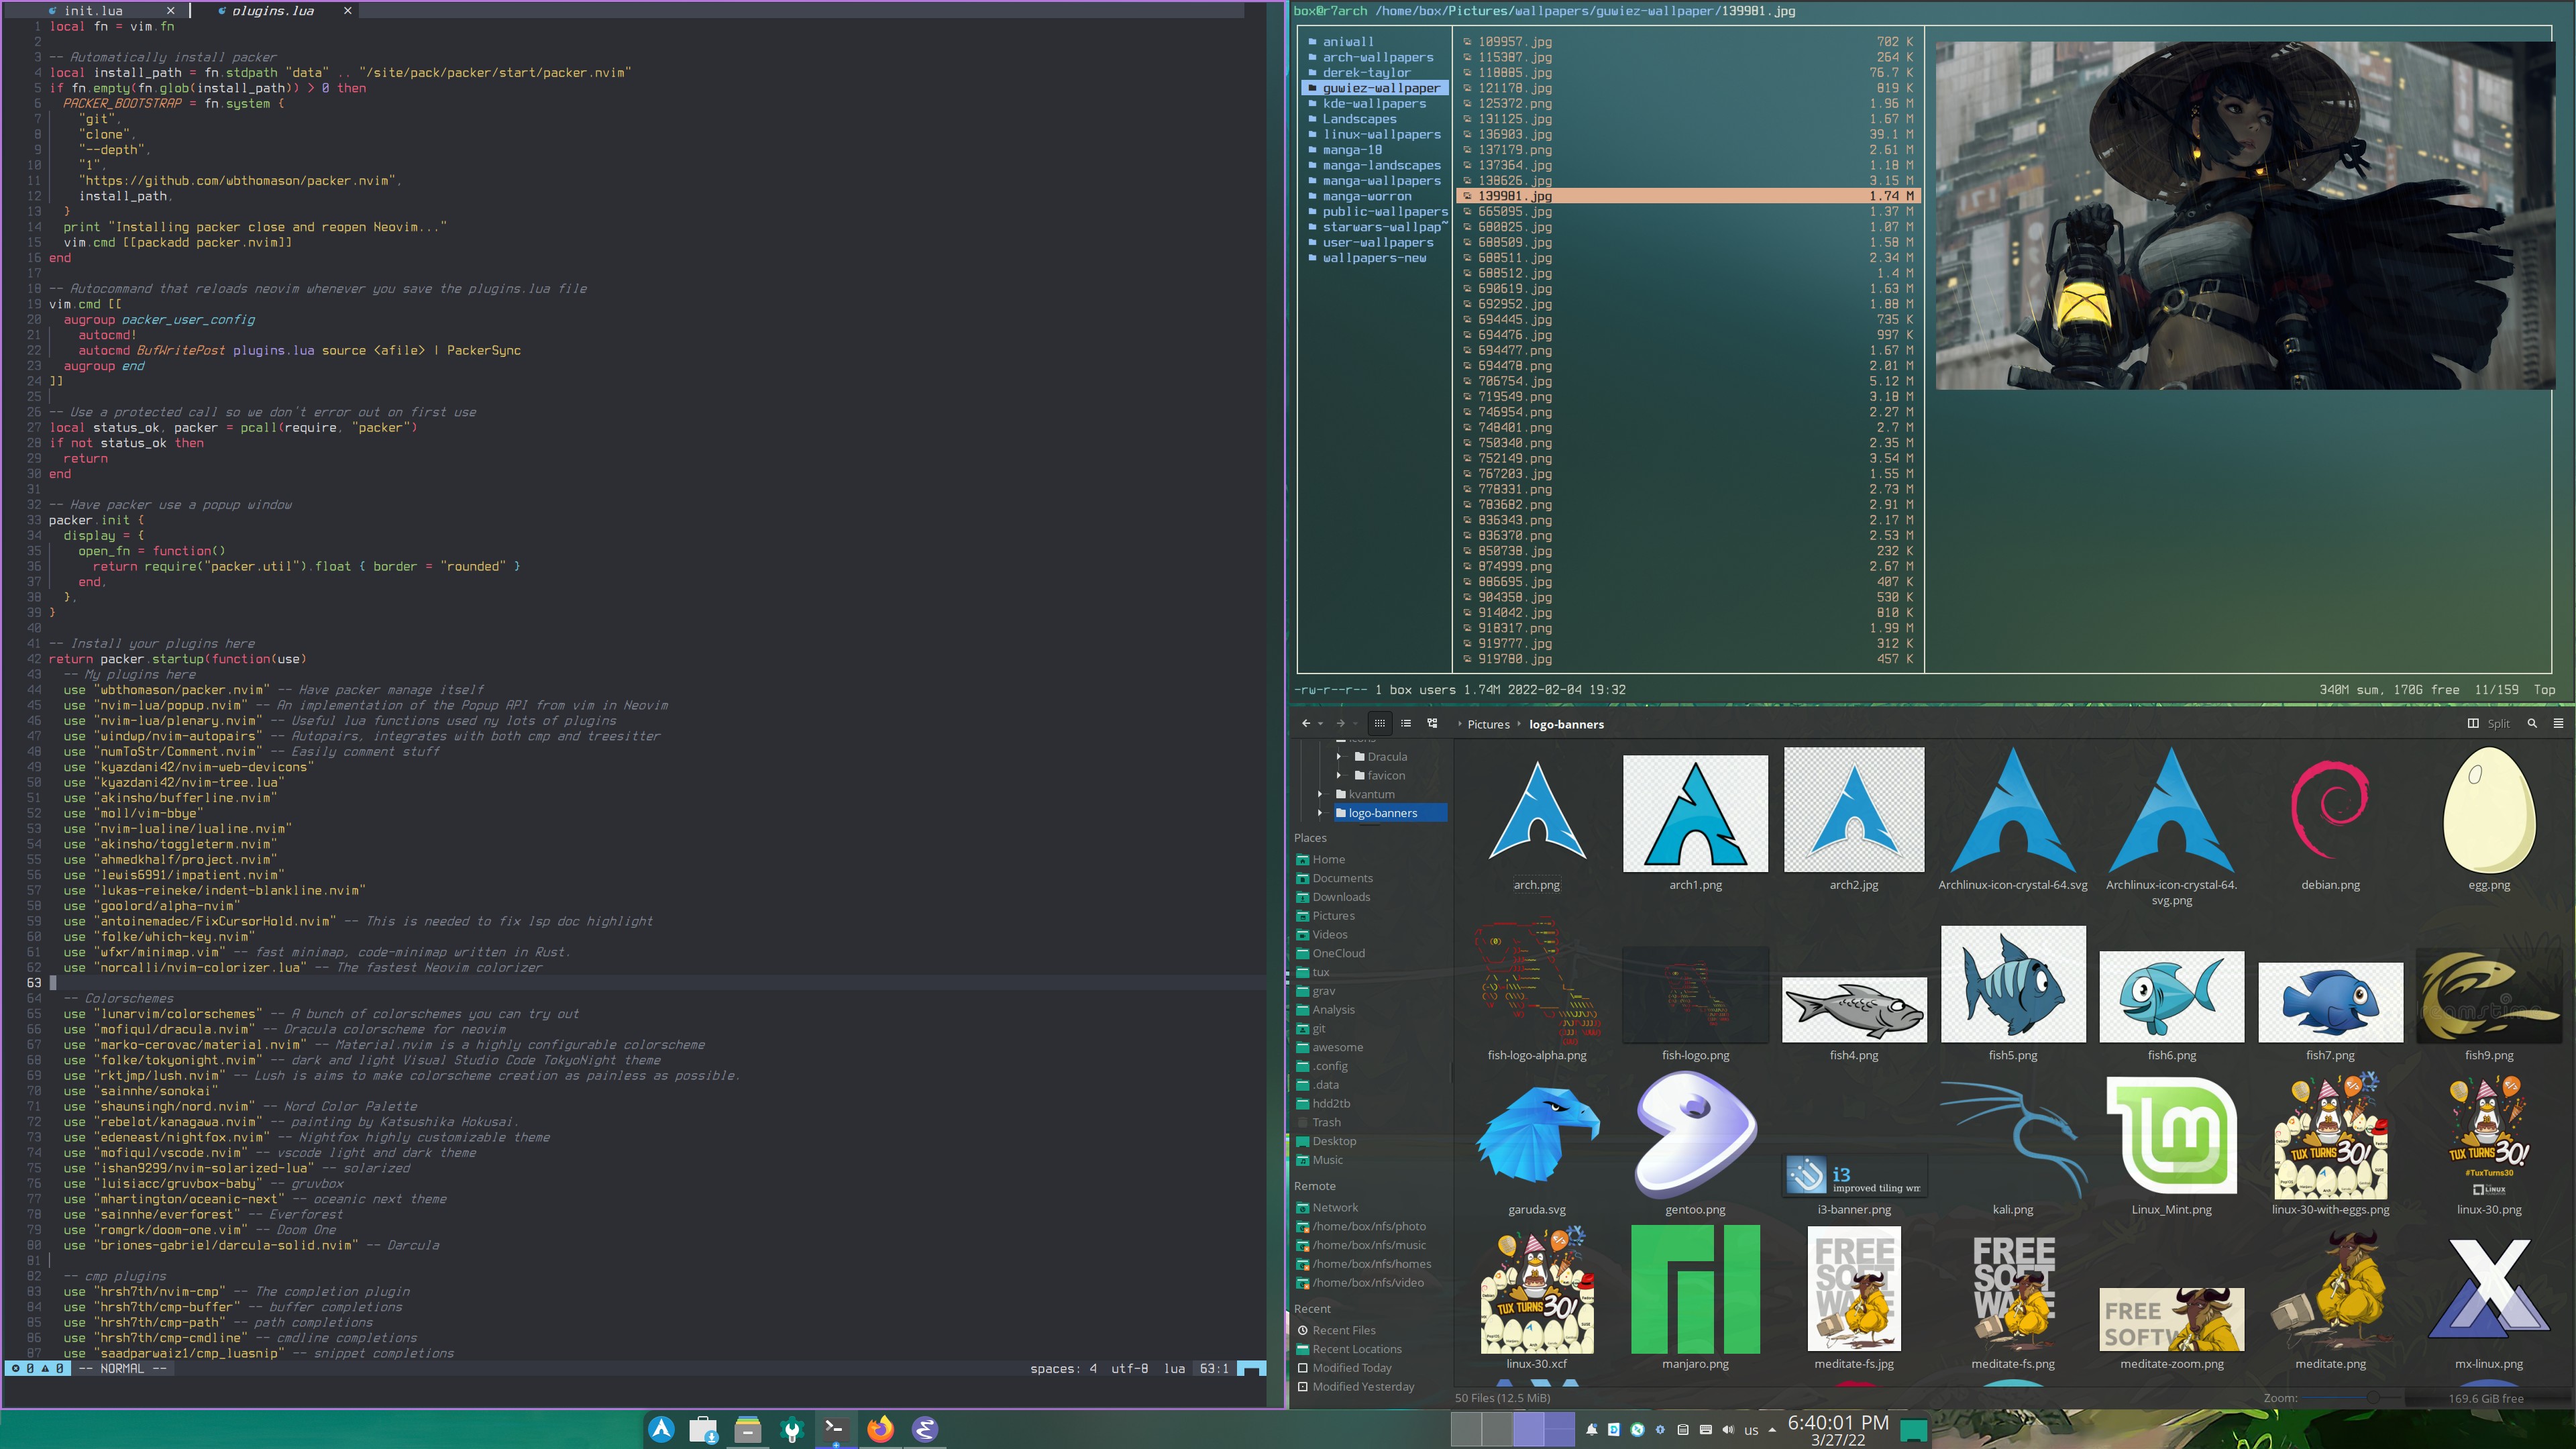 init.lua
plugins.lua
1 local fn = vim.fn
2
3 -- Automatically install packer
4 local install_path = fn.stdpath "data" .. "/site/pack/packer/start/packer.nvim"
5 if fn.empty(fn.glob(install_path)) > 0 then
6 PACKER_BOOTSTRAP = fn.system {
7 "git",
8 "clone",
9 "--depth",
10 "1",
11 "https://github.com/wbthomason/packer.nvim",
12 install_path,
13 }
14 print "Installing packer close and reopen Neovim..."
15 vim.cmd [[packadd packer.nvim]]
16 end
17
18 -- Autocommand that reloads neovim whenever you save the plugins.lua file
19 vim.cmd [[
20 augroup packer_user_config
21 autocmd!
22 autocmd BufWritePost plugins.lua source <afile> | PackerSync
23 augroup end
24 ]]
25
26 -- Use a protected call so we don't error out on first use
27 local status_ok, packer = pcall(require, "packer")
28 if not status_ok then
29 return
30 end
31
32 -- Have packer use a popup window
33 packer.init {
34 display = {
35 open_fn = function()
36 return require("packer.util").float { border = "rounded" }
37 end,
38 },
39 }
40
41 -- Install your plugins here
42 return packer.startup(function(use)
43 -- My plugins here
44 use "wbthomason/packer.nvim" -- Have packer manage itself
45 use "nvim-lua/popup.nvim" -- An implementation of the Popup API from vim in Neovim
46 use "nvim-lua/plenary.nvim" -- Useful lua functions used ny lots of plugins
47 use "windwp/nvim-autopairs" -- Autopairs, integrates with both cmp and treesitter
48 use "numToStr/Comment.nvim" -- Easily comment stuff
49 use "kyazdani42/nvim-web-devicons"
50 use "kyazdani42/nvim-tree.lua"
51 use "akinsho/bufferline.nvim"
52 use "moll/vim-bbye"
53 use "nvim-lualine/lualine.nvim"
54 use "akinsho/toggleterm.nvim"
55 use "ahmedkhalf/project.nvim"
56 use "lewis6991/impatient.nvim"
57 use "lukas-reineke/indent-blankline.nvim"
58 use "goolord/alpha-nvim"
59 use "antoinemadec/FixCursorHold.nvim" -- This is needed to fix lsp doc highlight
60 use "folke/which-key.nvim"
61 use "wfxr/minimap.vim" -- fast minimap, code-minimap written in Rust.
62 use "norcalli/nvim-colorizer.lua" -- The fastest Neovim colorizer
63
64 -- Colorschemes
65 use "lunarvim/colorschemes" -- A bunch of colorschemes you can try out
66 use "mofiqul/dracula.nvim" -- Dracula colorscheme for neovim
67 use "marko-cerovac/material.nvim" -- Material.nvim is a highly configurable colorscheme
68 use "folke/tokyonight.nvim" -- dark and light Visual Studio Code TokyoNight theme
69 use "rktjmp/lush.nvim" -- Lush is aims to make colorscheme creation as painless as possible.
70 use "sainnhe/sonokai"
71 use "shaunsingh/nord.nvim" -- Nord Color Palette
72 use "rebelot/kanagawa.nvim" -- painting by Katsushika Hokusai.
73 use "edeneast/nightfox.nvim" -- Nightfox highly customizable theme
74 use "mofiqul/vscode.nvim" -- vscode light and dark theme
75 use "ishan9299/nvim-solarized-lua" -- solarized
76 use "luisiacc/gruvbox-baby" -- gruvbox
77 use "mhartington/oceanic-next" -- oceanic next theme
78 use "sainnhe/everforest" -- Everforest
79 use "romgrk/doom-one.vim" -- Doom One
80 use "briones-gabriel/darcula-solid.nvim" -- Darcula
81
82 -- cmp plugins
83 use "hrsh7th/nvim-cmp" -- The completion plugin
84 use "hrsh7th/cmp-buffer" -- buffer completions
85 use "hrsh7th/cmp-path" -- path completions
86 use "hrsh7th/cmp-cmdline" -- cmdline completions
87 use "saadparwaiz1/cmp_luasnip" -- snippet completions
0 0 -- NORMAL -- spaces: 4 utf-8 lua 63:1
box@r7arch /home/box/Pictures/wallpapers/guwiez-wallpaper/139981.jpg
aniwall
arch-wallpapers
derek-taylor
guwiez-wallpaper
kde-wallpapers
Landscapes
linux-wallpapers
manga-18
manga-landscapes
manga-wallpapers
manga-worron
public-wallpapers
starwars-wallpap~
user-wallpapers
wallpapers-new
109957.jpg 702 K
115387.jpg 264 K
118885.jpg 76.7 K
121178.jpg 819 K
125372.png 1.96 M
131125.jpg 1.67 M
136903.jpg 39.1 M
137179.png 2.61 M
137364.jpg 1.18 M
138626.jpg 3.15 M
139981.jpg 1.74 M
665095.jpg 1.37 M
680825.jpg 1.07 M
688509.jpg 1.58 M
688511.jpg 2.34 M
688512.jpg 1.4 M
690619.jpg 1.63 M
692952.jpg 1.88 M
694445.jpg 735 K
694476.jpg 997 K
694477.png 1.67 M
694478.png 2.01 M
706754.jpg 5.12 M
719549.png 3.18 M
746954.png 2.27 M
748401.png 2.7 M
750340.png 2.35 M
752149.png 3.54 M
767203.jpg 1.55 M
778331.png 2.73 M
783682.png 2.91 M
836343.png 2.17 M
836370.png 2.53 M
850738.jpg 232 K
874999.png 2.67 M
886695.jpg 407 K
904358.jpg 530 K
914042.jpg 810 K
918317.png 1.99 M
919777.jpg 312 K
919780.jpg 457 K
-rw-r--r-- 1 box users 1.74M 2022-02-04 19:32 340M sum, 170G free 11/159 Top
Pictures logo-banners Split
Dracula
favicon
kvantum
logo-banners
Places
Home
Documents
Downloads
Pictures
Videos
OneCloud
tux
grav
Analysis
git
awesome
.config
.data
hdd2tb
Trash
Desktop
Music
Remote
Network
/home/box/nfs/photo
/home/box/nfs/music
/home/box/nfs/homes
/home/box/nfs/video
Recent
Recent Files
Recent Locations
Modified Today
Modified Yesterday
arch.png
arch1.png
arch2.jpg
Archlinux-icon-crystal-64.svg
Archlinux-icon-crystal-64.
svg.png
debian.png
egg.png
fish-logo-alpha.png
fish-logo.png
fish4.png
fish5.png
fish6.png
fish7.png
fish9.png
i3
improved tiling wm
TUX TURNS 30!
TUX TURNS 30!
#TuxTurns30
LINUX
garuda.svg
gentoo.png
i3-banner.png
kali.png
Linux_Mint.png
linux-30-with-eggs.png
linux-30.png
TUX TURNS 30!
FREE
SOFT
WARE
FREE
SOFT
WARE
FREE
SOFTW
linux-30.xcf
manjaro.png
meditate-fs.jpg
meditate-fs.png
meditate-zoom.png
meditate.png
mx-linux.png
50 Files (12.5 MiB) Zoom: 169.6 GiB free
us 6:40:01 PM
3/27/22